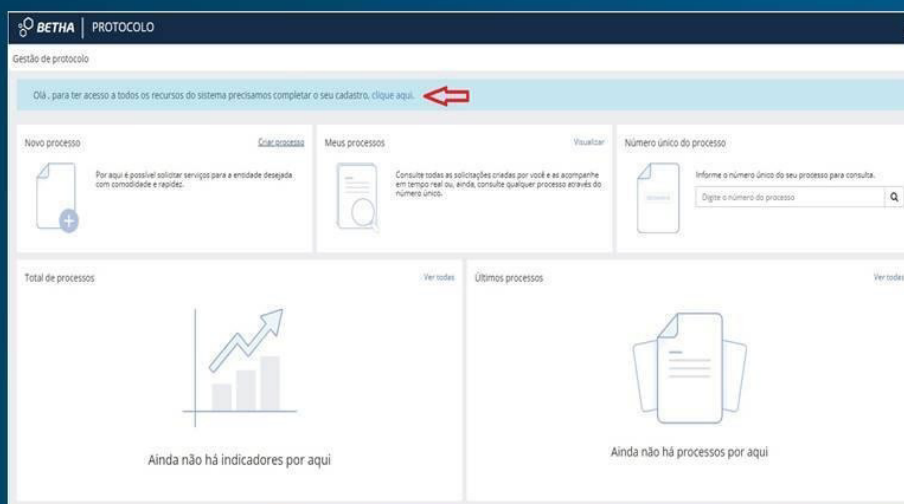 BETHA | PROTOCOLO
Gestão de protocolo
Olá , para ter acesso a todos os recursos do sistema precisamos completar o seu cadastro, clique aqui.
Novo processo
Criar processo
Por aqui é possível solicitar serviços para a entidade desejada
com comodidade e rapidez.
Meus processos
Visualizar
Consulte todas as solicitações criadas por você e as acompanhe
em tempo real ou, ainda, consulte qualquer processo através do
número único.
Número único do processo
Informe o número único do seu processo para consulta.
Digite o número do processo
Total de processos
Ver todas
Ainda não há indicadores por aqui
Últimos processos
Ver todas
Ainda não há processos por aqui